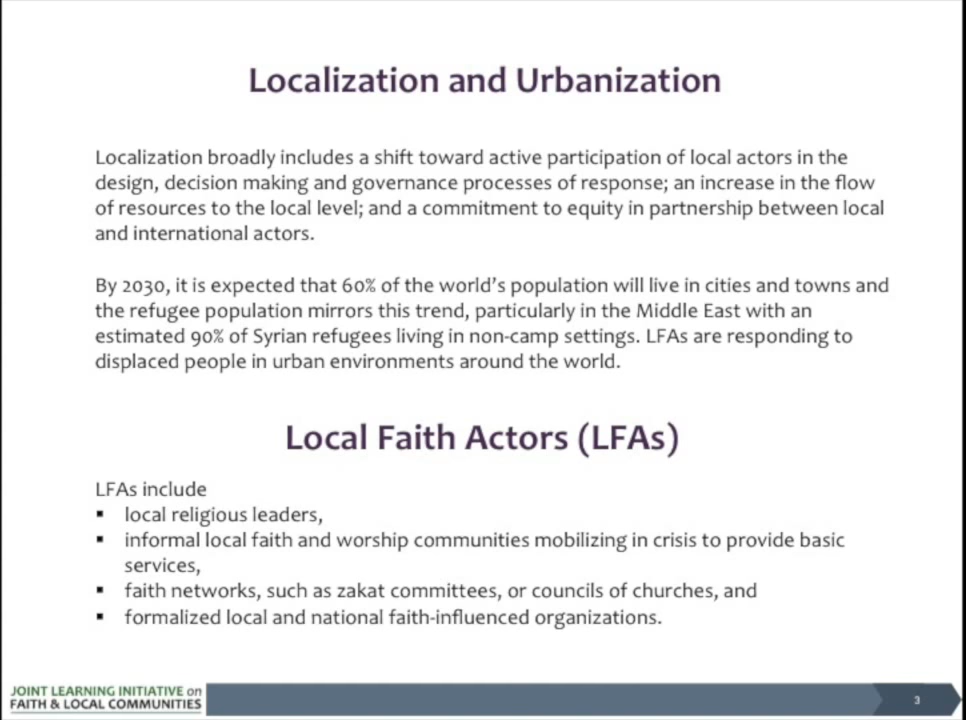 Localization and Urbanization
Localization broadly includes a shift toward active participation of local actors in the
design, decision making and governance processes of response; an increase in the flow
of resources to the local level; and a commitment to equity in partnership between local
and international actors.
By 2030, it is expected that 60% of the world's population will live in cities and towns and
the refugee population mirrors this trend, particularly in the Middle East with an
estimated 90% of Syrian refugees living in non-camp settings. LFAs are responding to
displaced people in urban environments around the world.
Local Faith Actors (LFAs)
LFAs include
▪ local religious leaders,
▪ informal local faith and worship communities mobilizing in crisis to provide basic
services,
▪ faith networks, such as zakat committees, or councils of churches, and
▪ formalized local and national faith-influenced organizations.
JOINT LEARNING INITIATIVE on
FAITH & LOCAL COMMUNITIES
3